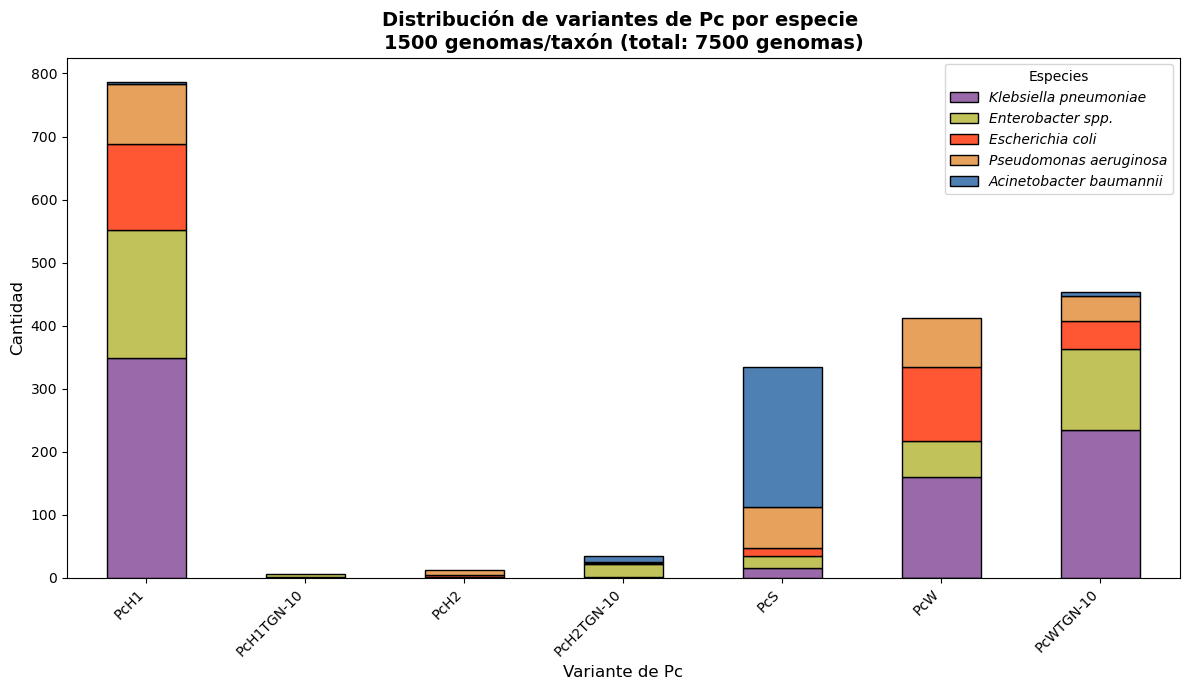 Distribución de variantes de Pc por especie
1500 genomas/taxón (total: 7500 genomas)
Especies
Klebsiella pneumoniae
Enterobacter spp.
Escherichia coli
Pseudomonas aeruginosa
Acinetobacter baumannii
Cantidad
800
700
600
500
400
300
200
100
0
PcH1
PcH1TGN-10
PcH2
PcH2TGN-10
PcS
PcW
PcWTGN-10
Variante de Pc